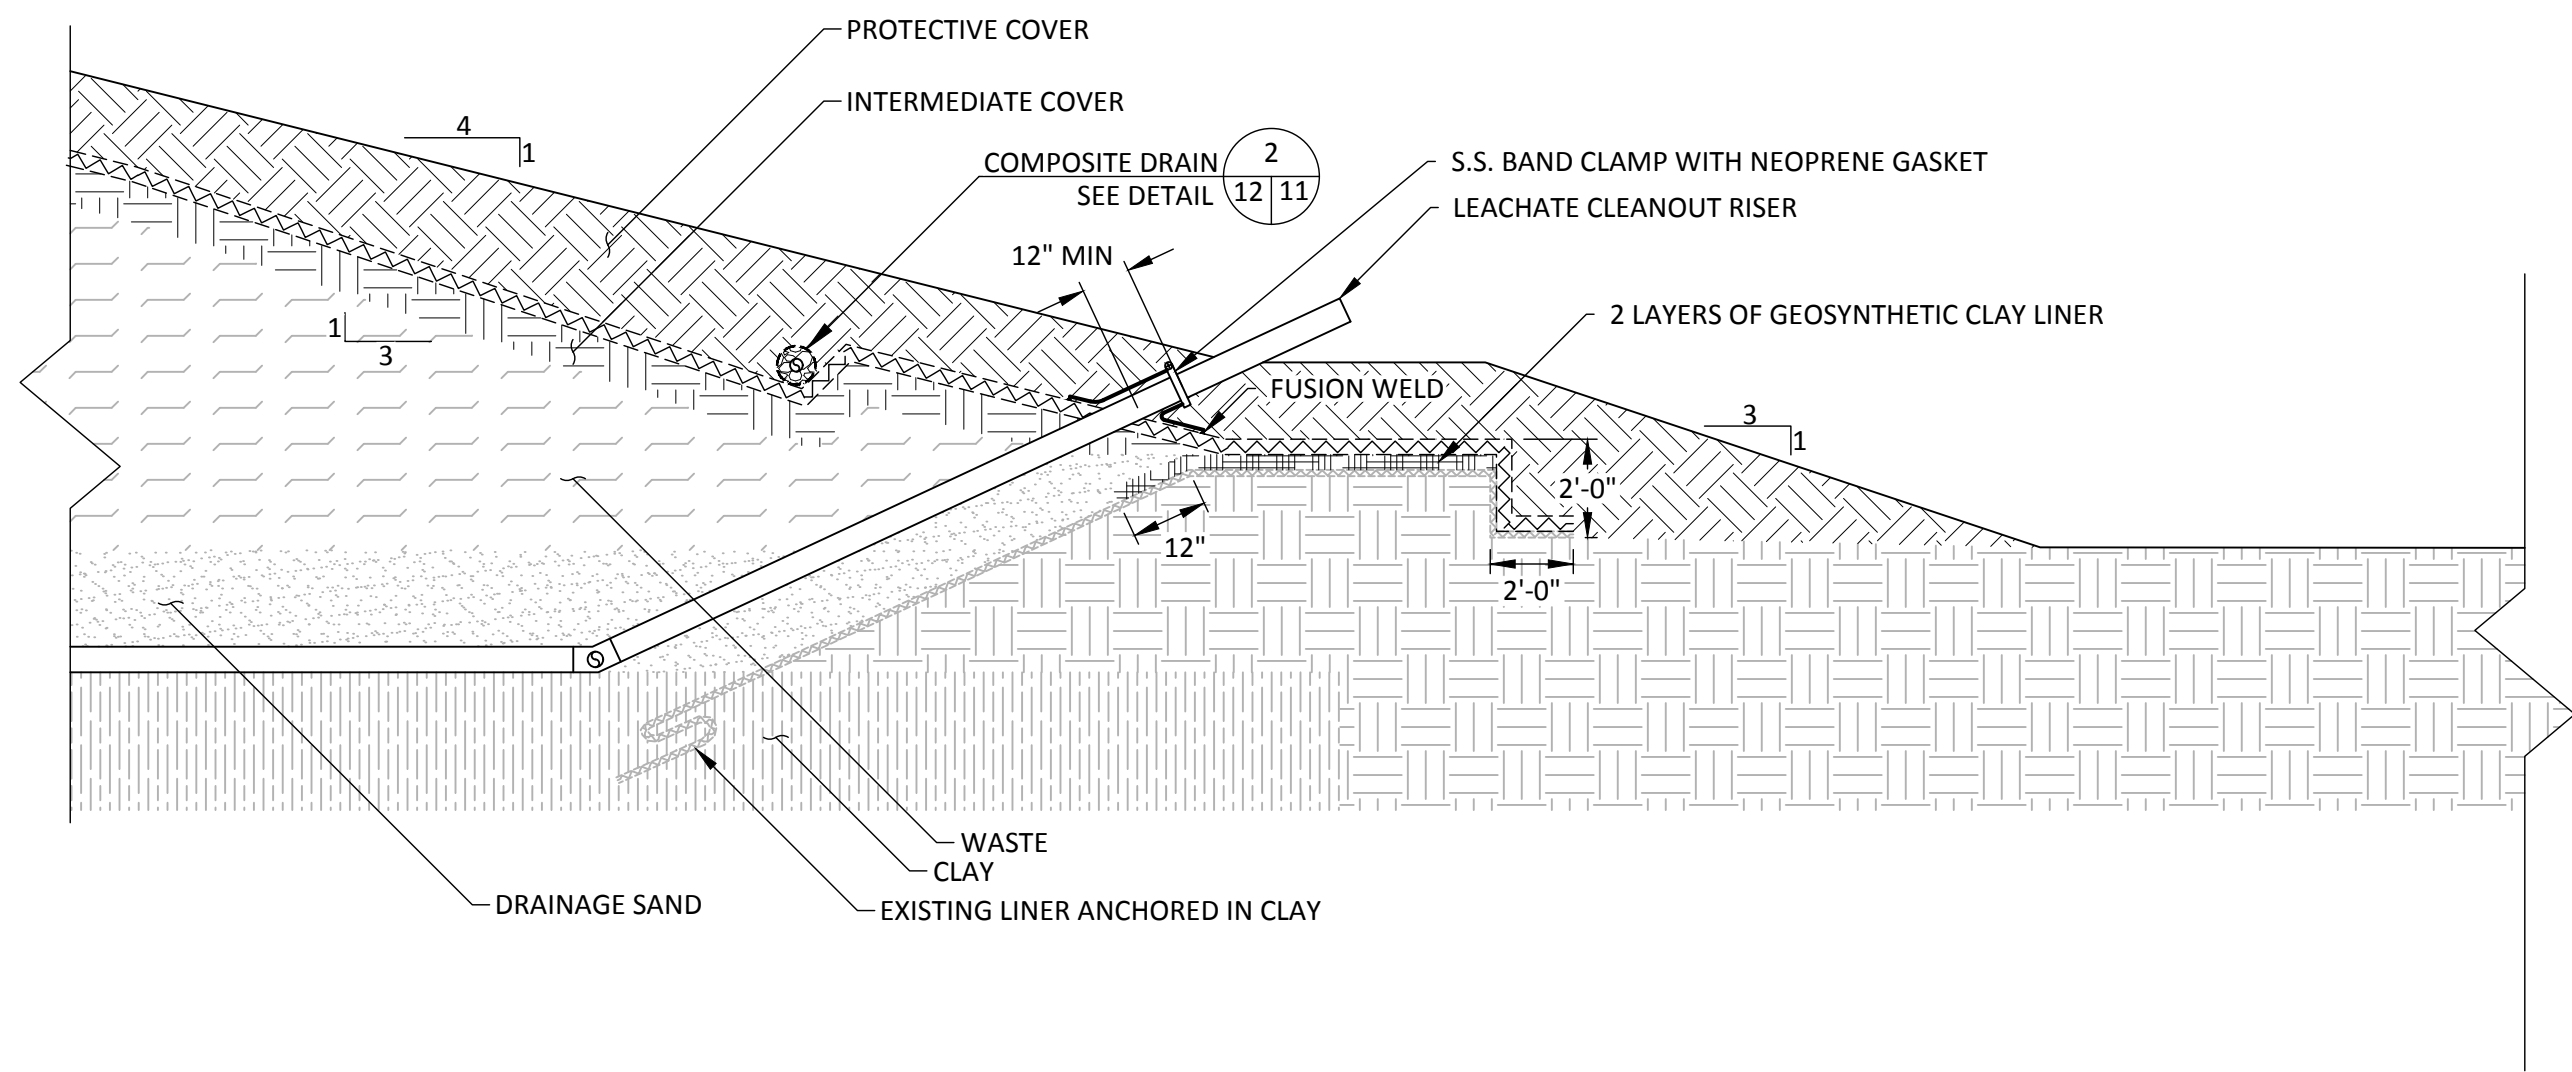 PROTECTIVE COVER
INTERMEDIATE COVER
4
1
COMPOSITE DRAIN
SEE DETAIL
2
12 11
S.S. BAND CLAMP WITH NEOPRENE GASKET
LEACHATE CLEANOUT RISER
12" MIN
2 LAYERS OF GEOSYNTHETIC CLAY LINER
1
3
FUSION WELD
3
1
2'-0"
12"
2'-0"
WASTE
CLAY
DRAINAGE SAND
EXISTING LINER ANCHORED IN CLAY